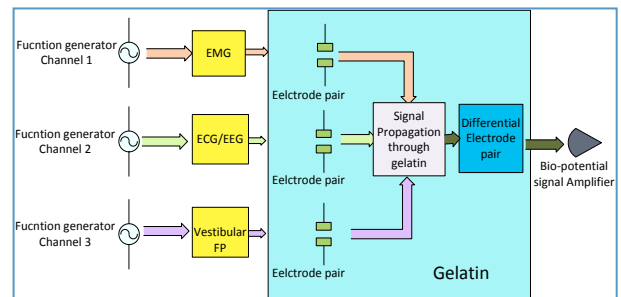 Fucntion generator
Channel 1
EMG
Eelctrode pair
Fucntion generator
Channel 2
ECG/EEG
Eelctrode pair
Fucntion generator
Channel 3
Vestibular
FP
Eelctrode pair
Signal
Propagation
through
gelatin
Differential
Electrode
pair
Bio-potential
signal Amplifier
Gelatin